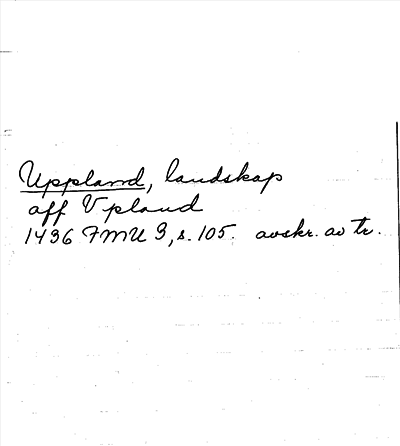 Uppland, landskap
aff Vpland
1436 FMU 3, s. 105. avskr. av tr.